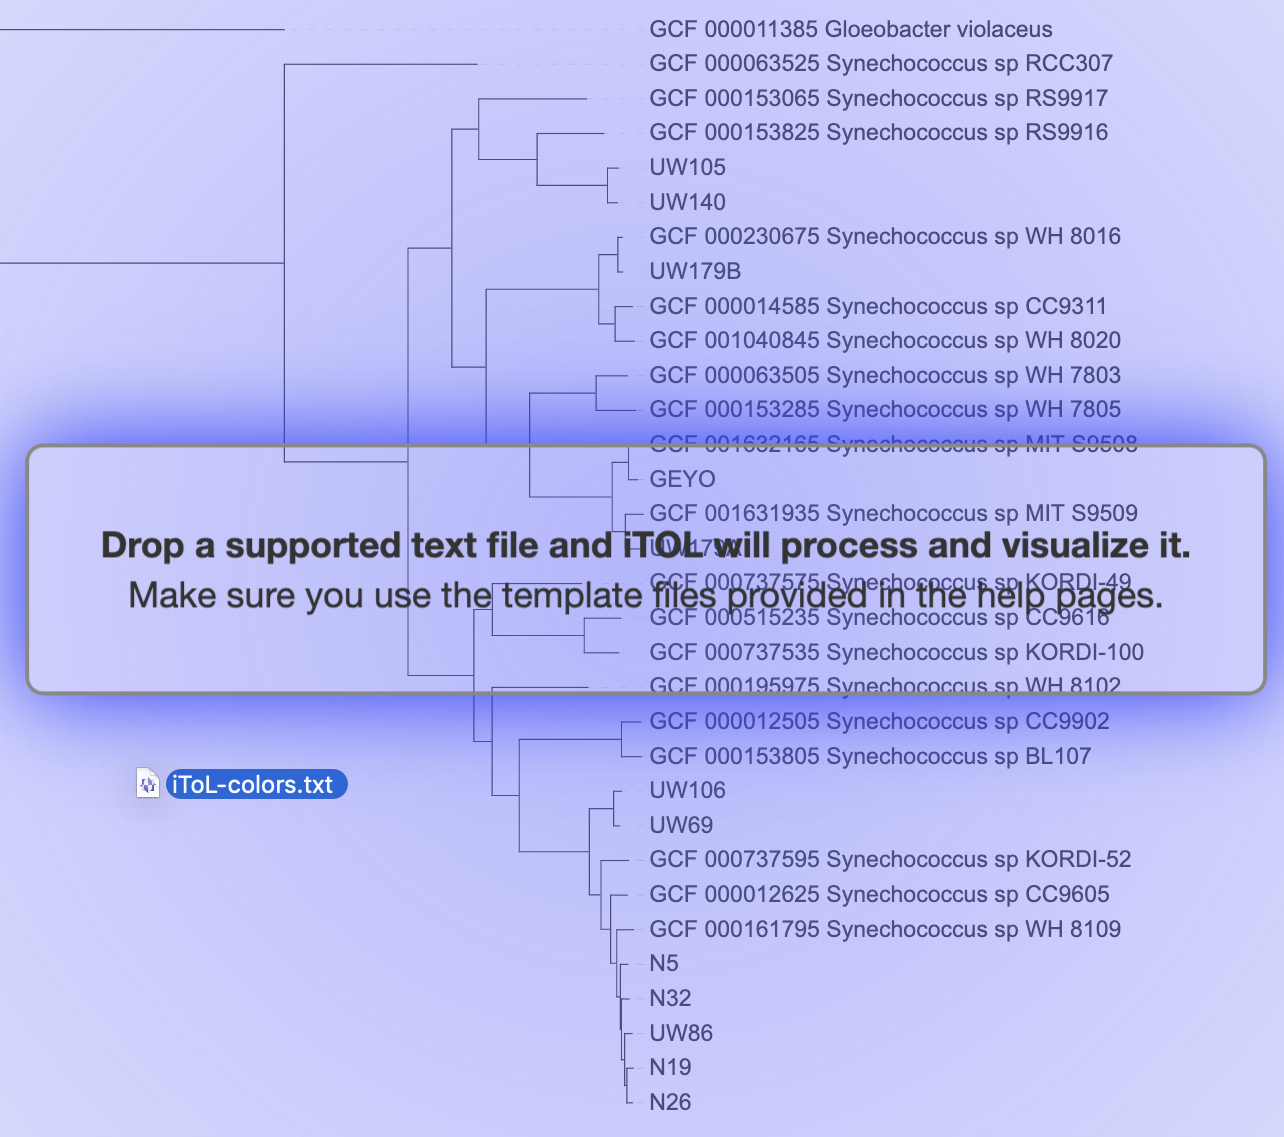 GCF 000011385 Gloeobacter violaceus
GCF 000063525 Synechococcus sp RCC307
GCF 000153065 Synechococcus sp RS9917
GCF 000153825 Synechococcus sp RS9916
UW105
UW140
GCF 000230675 Synechococcus sp WH 8016
UW179B
GCF 000014585 Synechococcus sp CC9311
GCF 001040845 Synechococcus sp WH 8020
GCF 000063505 Synechococcus sp WH 7803
GCF 000153285 Synechococcus sp WH 7805
GCF 001632165 Synechococcus sp MIT S9508
GEYO
GCF 001631935 Synechococcus sp MIT S9509
Drop a supported text file and iTOL will process and visualize it.
UW179A
GCF 000737575 Synechococcus sp KORDI-49
Make sure you use the template files provided in the help pages.
GCF 000515235 Synechococcus sp CC9616
GCF 000737535 Synechococcus sp KORDI-100
GCF 000195975 Synechococcus sp WH 8102
GCF 000012505 Synechococcus sp CC9902
GCF 000153805 Synechococcus sp BL107
iToL-colors.txt
UW106
UW69
GCF 000737595 Synechococcus sp KORDI-52
GCF 000012625 Synechococcus sp CC9605
GCF 000161795 Synechococcus sp WH 8109
N5
N32
UW86
N19
N26